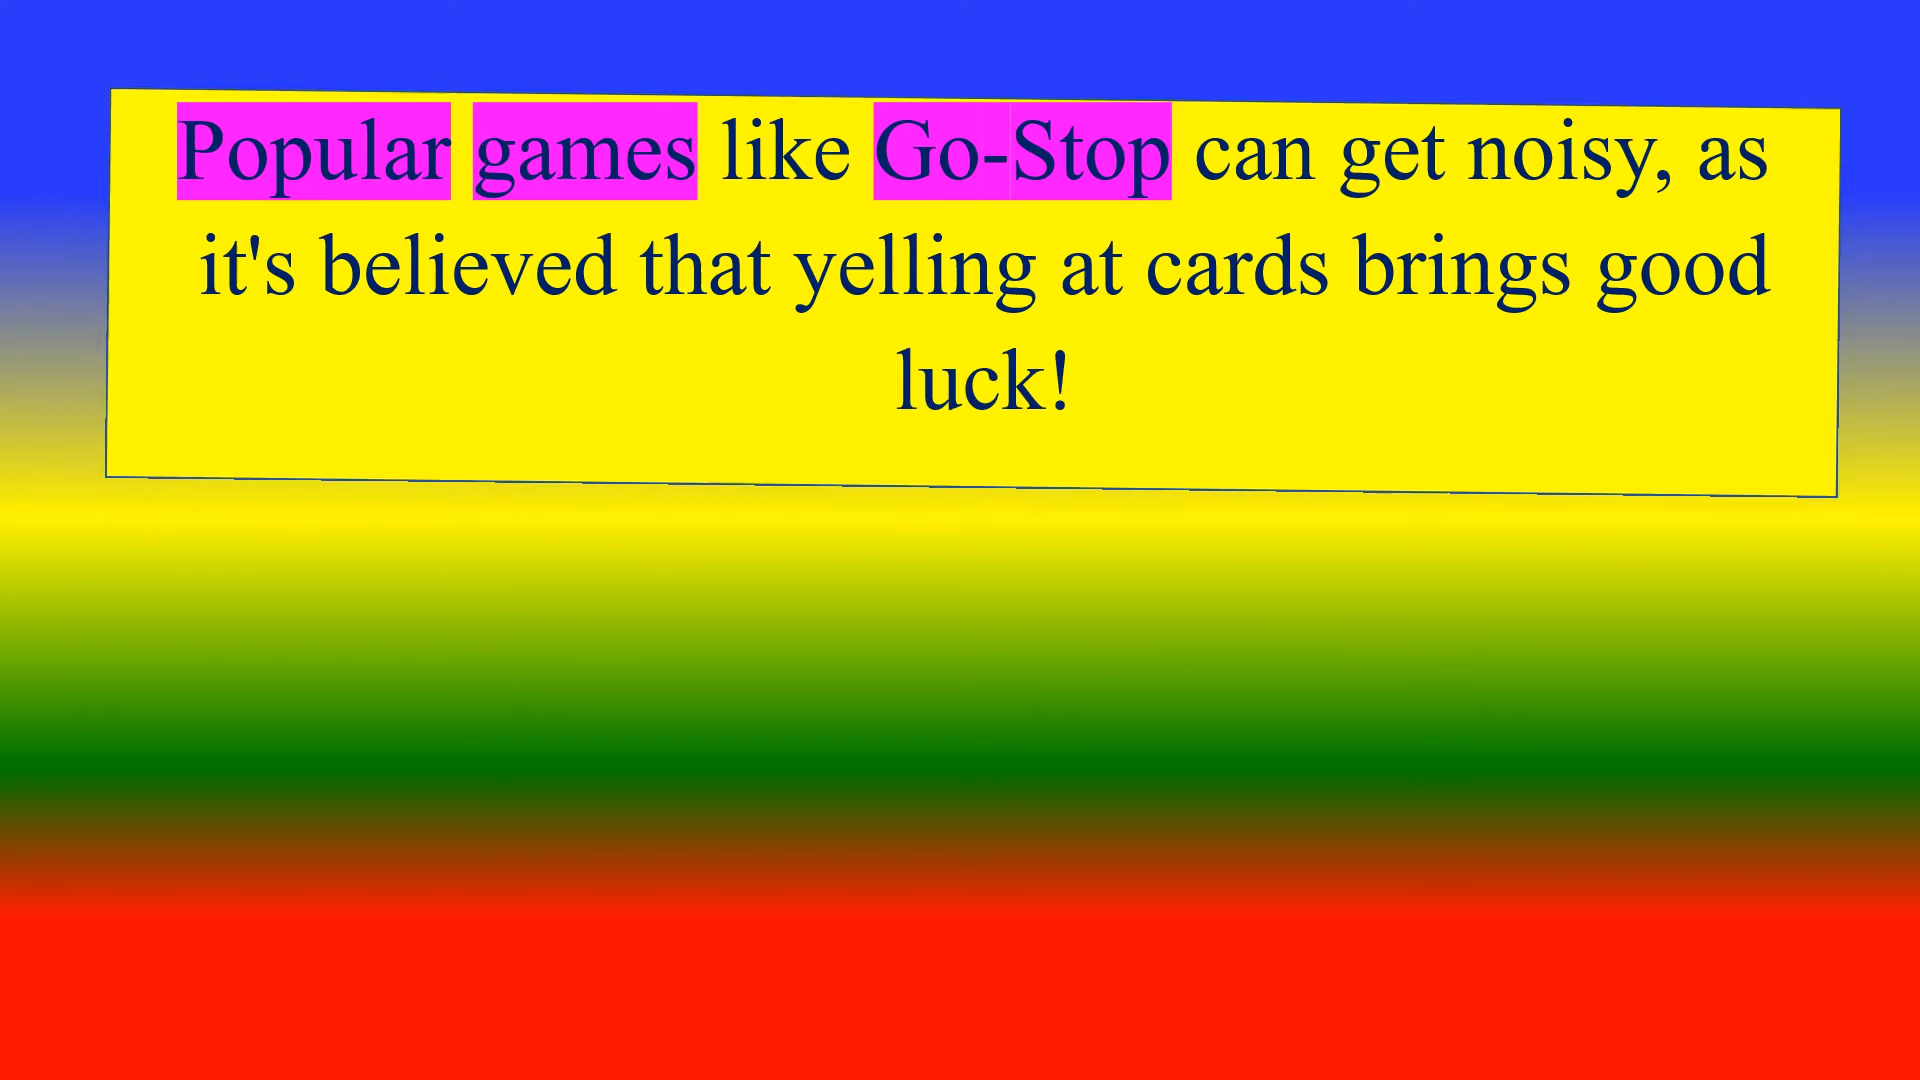 Popular games like Go-Stop can get noisy, as
it's believed that yelling at cards brings good
luck!